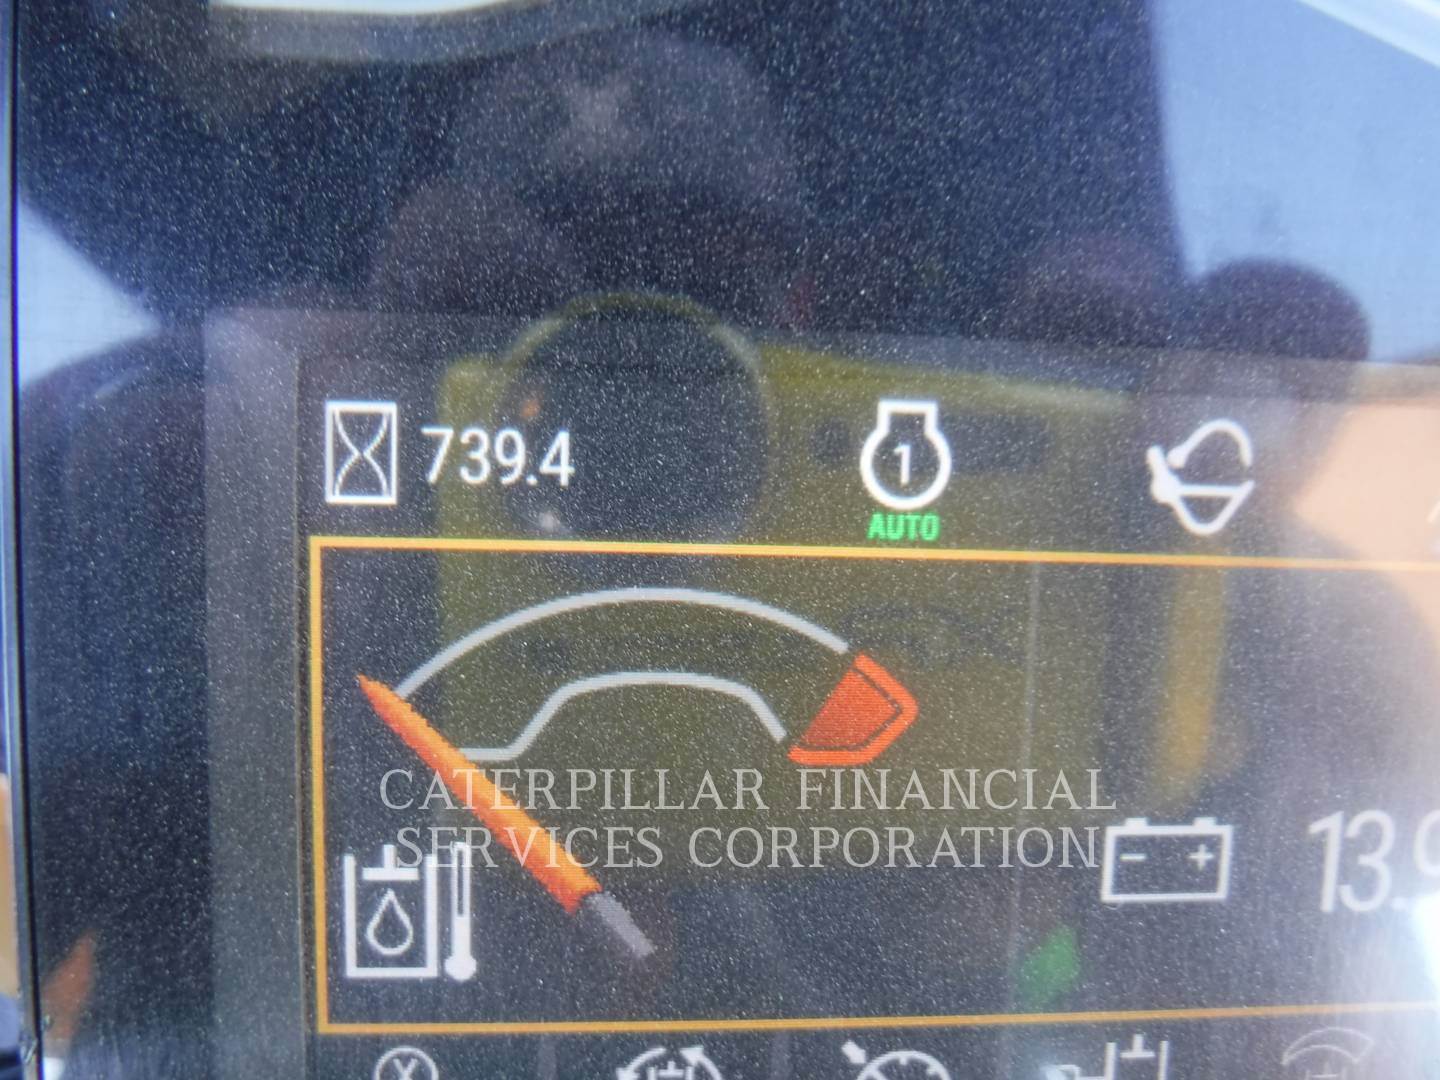 739.4
1
AUTO
CATERPILLAR FINANCIAL
SERVICES CORPORATION
- +
13.9